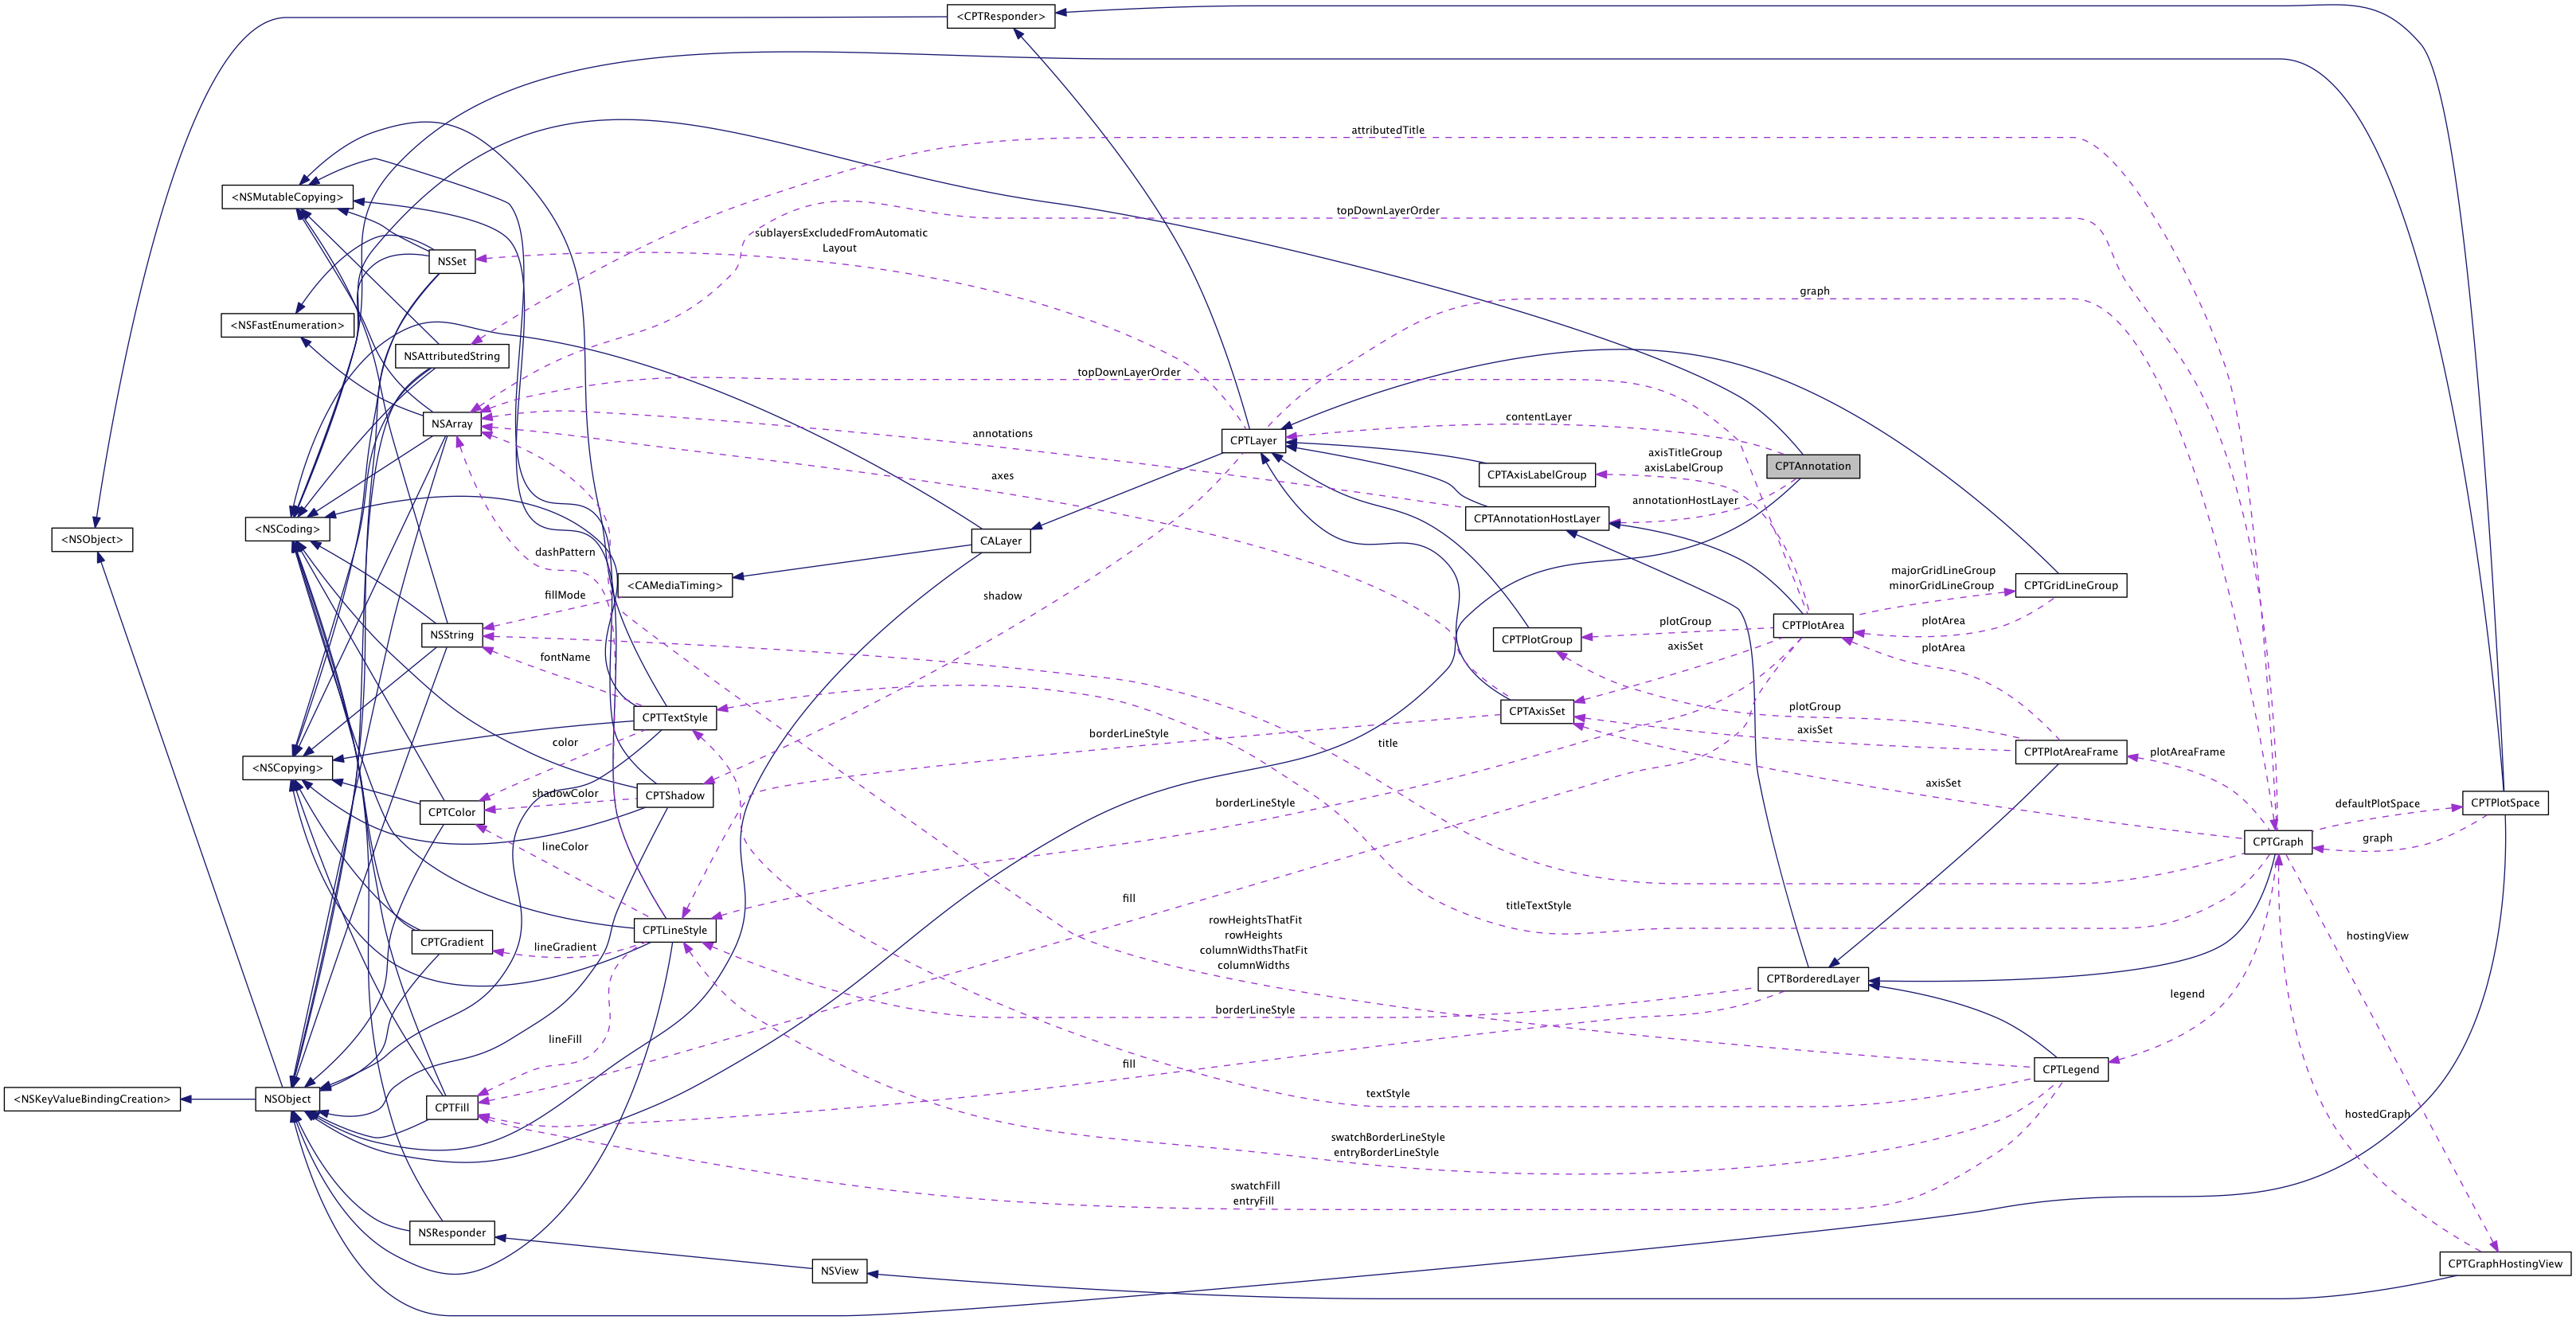 <CPTResponder>
attributedTitle
<NSMutableCopying>
topDownLayerOrder
sublayersExcludedFromAutomatic
Layout
NSSet
graph
<NSFastEnumeration>
NSAttributedString
topDownLayerOrder
contentLayer
NSArray
annotations
CPTLayer
axisTitleGroup
axisLabelGroup
CPTAnnotation
axes
CPTAxisLabelGroup
annotationHostLayer
CPTAnnotationHostLayer
<NSCoding>
<NSObject>
CALayer
dashPattern
majorGridLineGroup
minorGridLineGroup
<CAMediaTiming>
CPTGridLineGroup
fillMode
shadow
plotArea
plotGroup
CPTPlotArea
NSString
CPTPlotGroup
axisSet
plotArea
fontName
plotGroup
CPTTextStyle
CPTAxisSet
axisSet
borderLineStyle
color
title
CPTPlotAreaFrame
plotAreaFrame
<NSCopying>
axisSet
shadowColor
CPTShadow
borderLineStyle
defaultPlotSpace
CPTPlotSpace
CPTColor
graph
CPTGraph
lineColor
fill
titleTextStyle
rowHeightsThatFit
rowHeights
columnWidthsThatFit
columnWidths
CPTLineStyle
hostingView
CPTGradient
lineGradient
CPTBorderedLayer
legend
borderLineStyle
lineFill
fill
CPTLegend
textStyle
<NSKeyValueBindingCreation>
NSObject
CPTFill
hostedGraph
swatchBorderLineStyle
entryBorderLineStyle
swatchFill
entryFill
NSResponder
NSView
CPTGraphHostingView